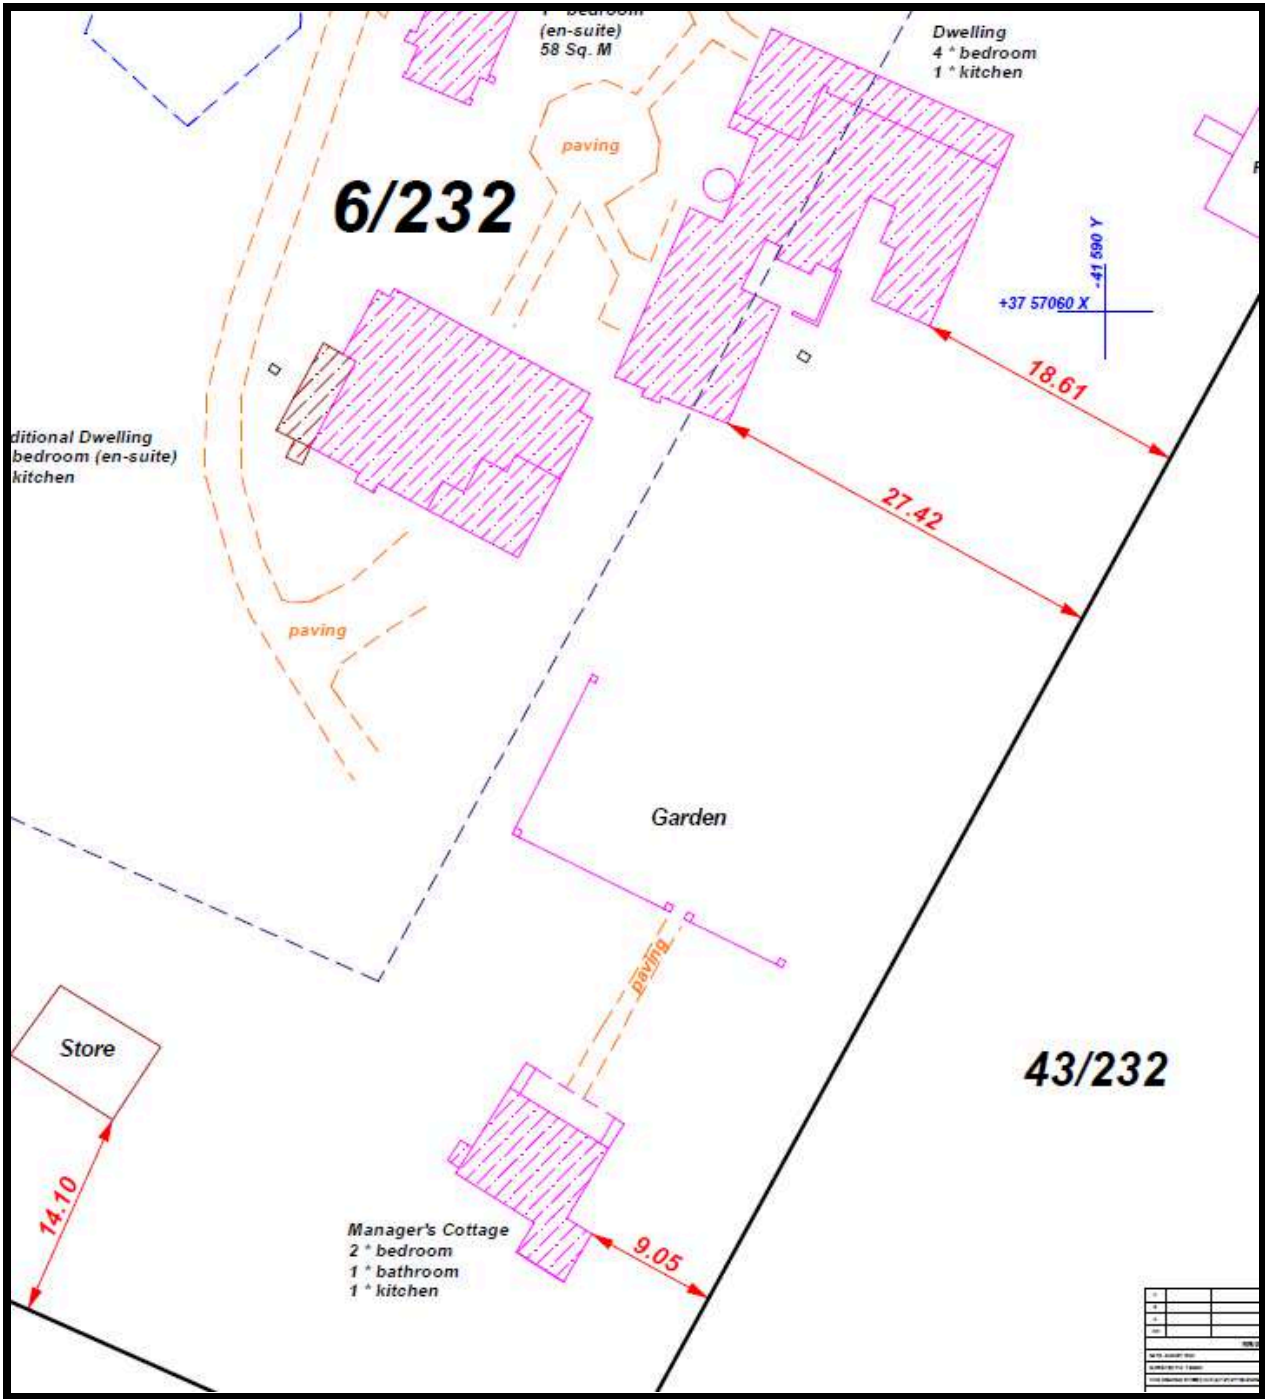 (en-suite)
58 Sq. M
Dwelling
4 * bedroom
1 * kitchen
paving
6/232
-41 590 Y
+37 57060 X
18.61
ditional Dwelling
bedroom (en-suite)
kitchen
27.42
paving
Garden
paving
Store
43/232
14.10
Manager's Cottage
2 * bedroom
1 * bathroom
1 * kitchen
9.05